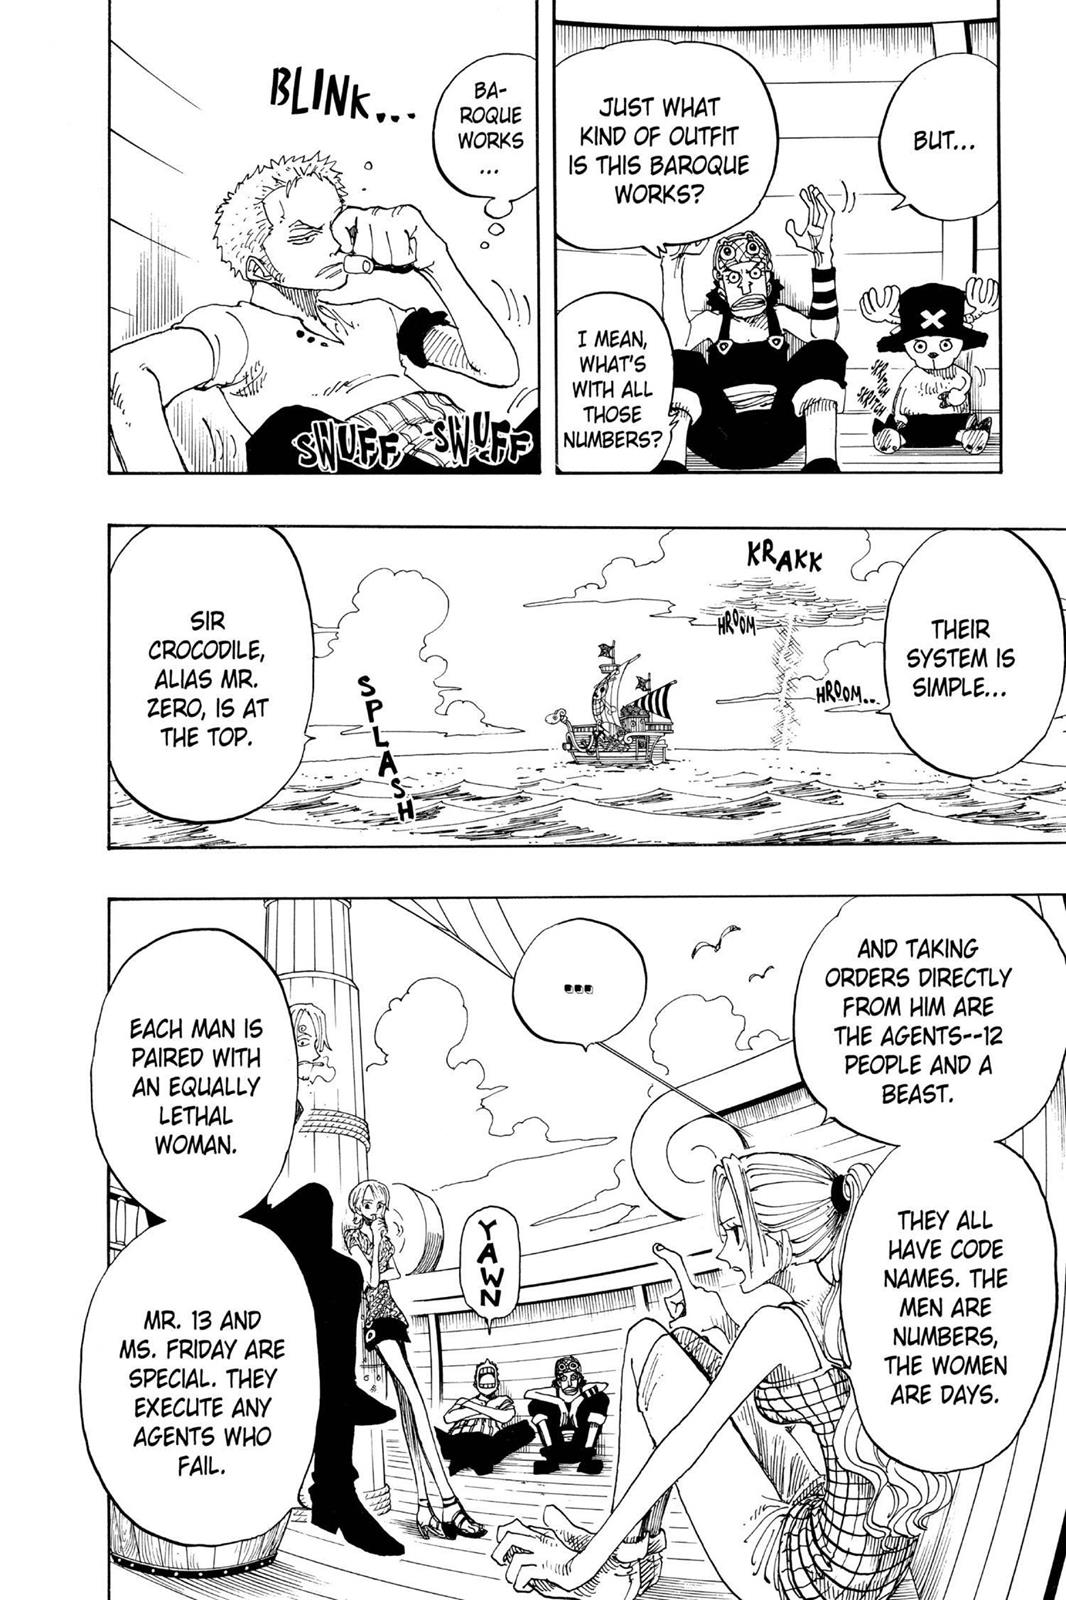 BUT...
JUST WHAT
KIND OF OUTFIT
IS THIS BAROQUE
WORKS?
I MEAN,
WHAT'S
WITH ALL
THOSE
NUMBERS?
BLINK...
BA-
ROQUE
WORKS
...
SWUFF
SWUFF
THEIR
SYSTEM IS
SIMPLE...
KRAKK
HROOM
HROOM...
SPLASH
SIR
CROCODILE,
ALIAS MR.
ZERO, IS AT
THE TOP.
AND TAKING
ORDERS DIRECTLY
FROM HIM ARE
THE AGENTS--12
PEOPLE AND A
BEAST.
THEY ALL
HAVE CODE
NAMES. THE
MEN ARE
NUMBERS,
THE WOMEN
ARE DAYS.
...
YAWN
EACH MAN IS
PAIRED WITH
AN EQUALLY
LETHAL
WOMAN.
MR. 13 AND
MS. FRIDAY ARE
SPECIAL. THEY
EXECUTE ANY
AGENTS WHO
FAIL.